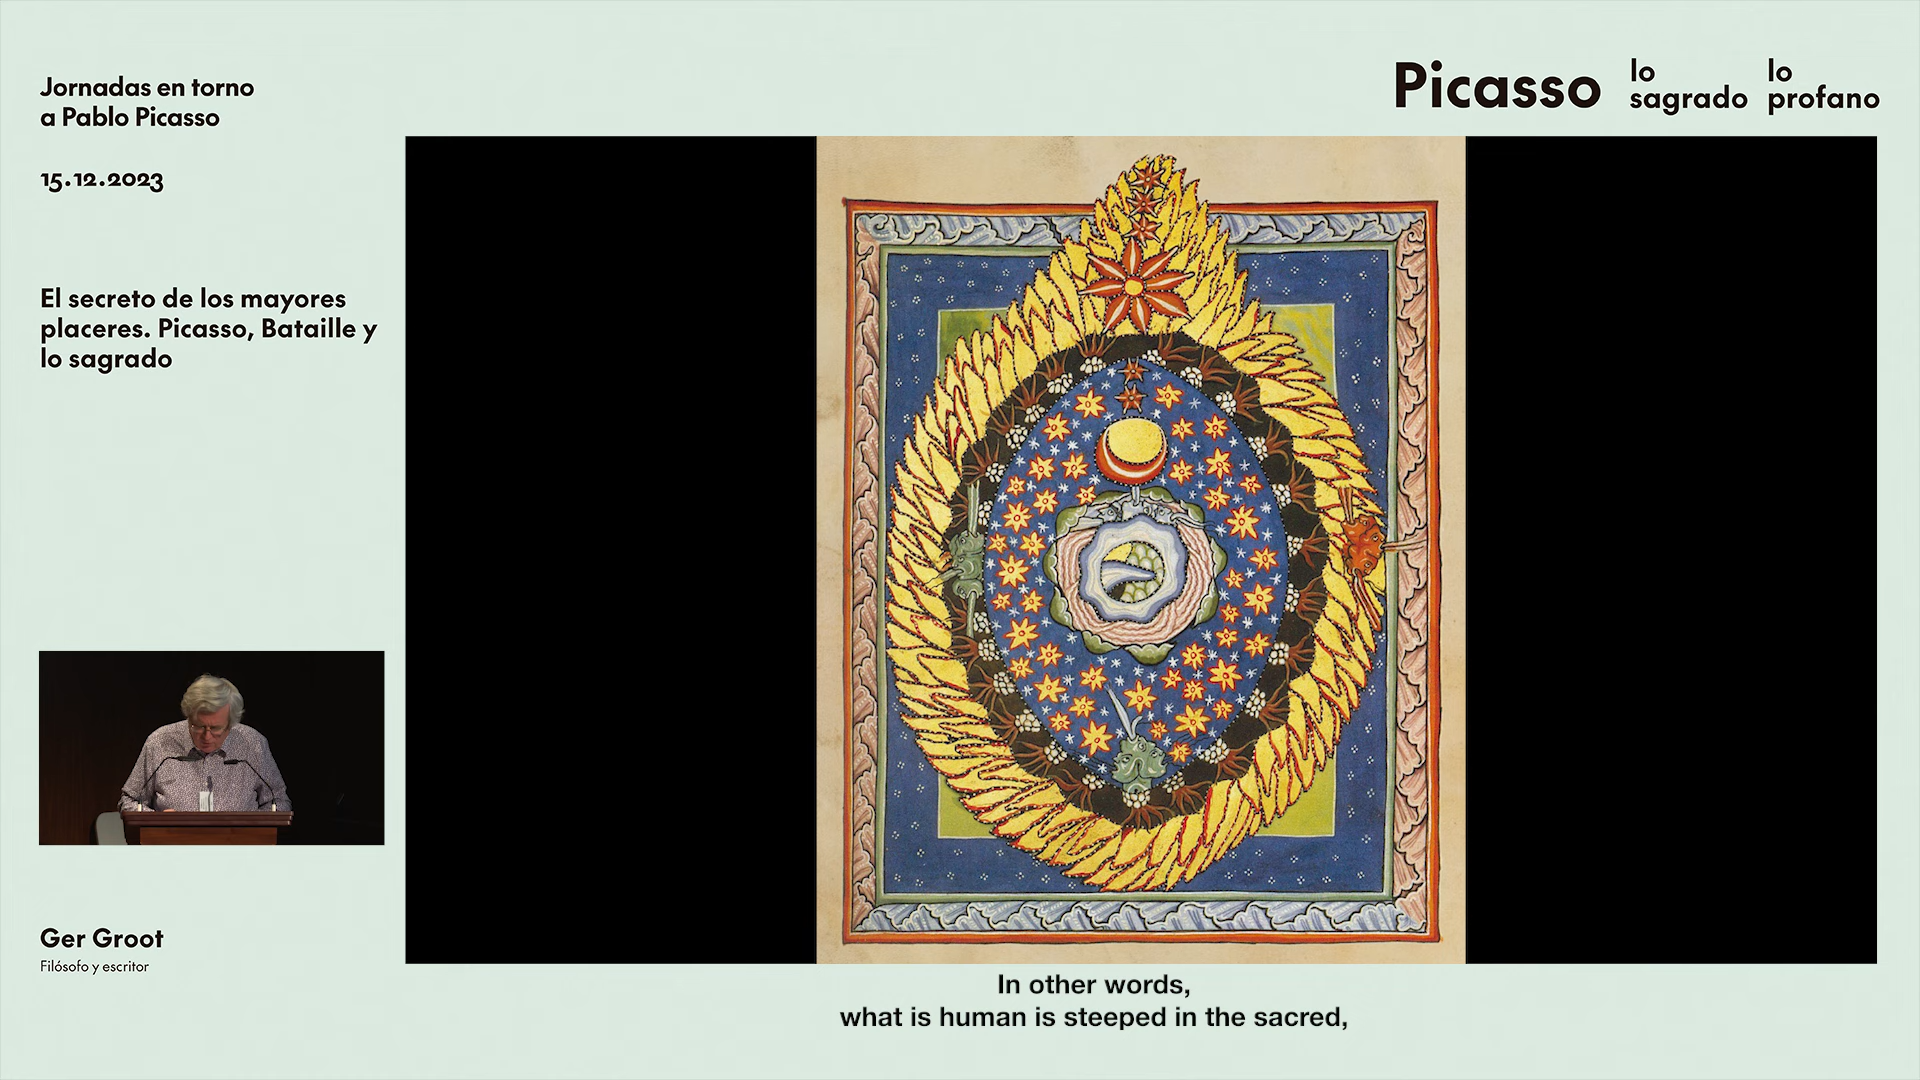 Jornadas en torno
a Pablo Picasso
15.12.2023
Picasso
lo
sagrado
lo
profano
El secreto de los mayores
placeres. Picasso, Bataille y
lo sagrado
Ger Groot
Filósofo y escritor
In other words,
what is human is steeped in the sacred,